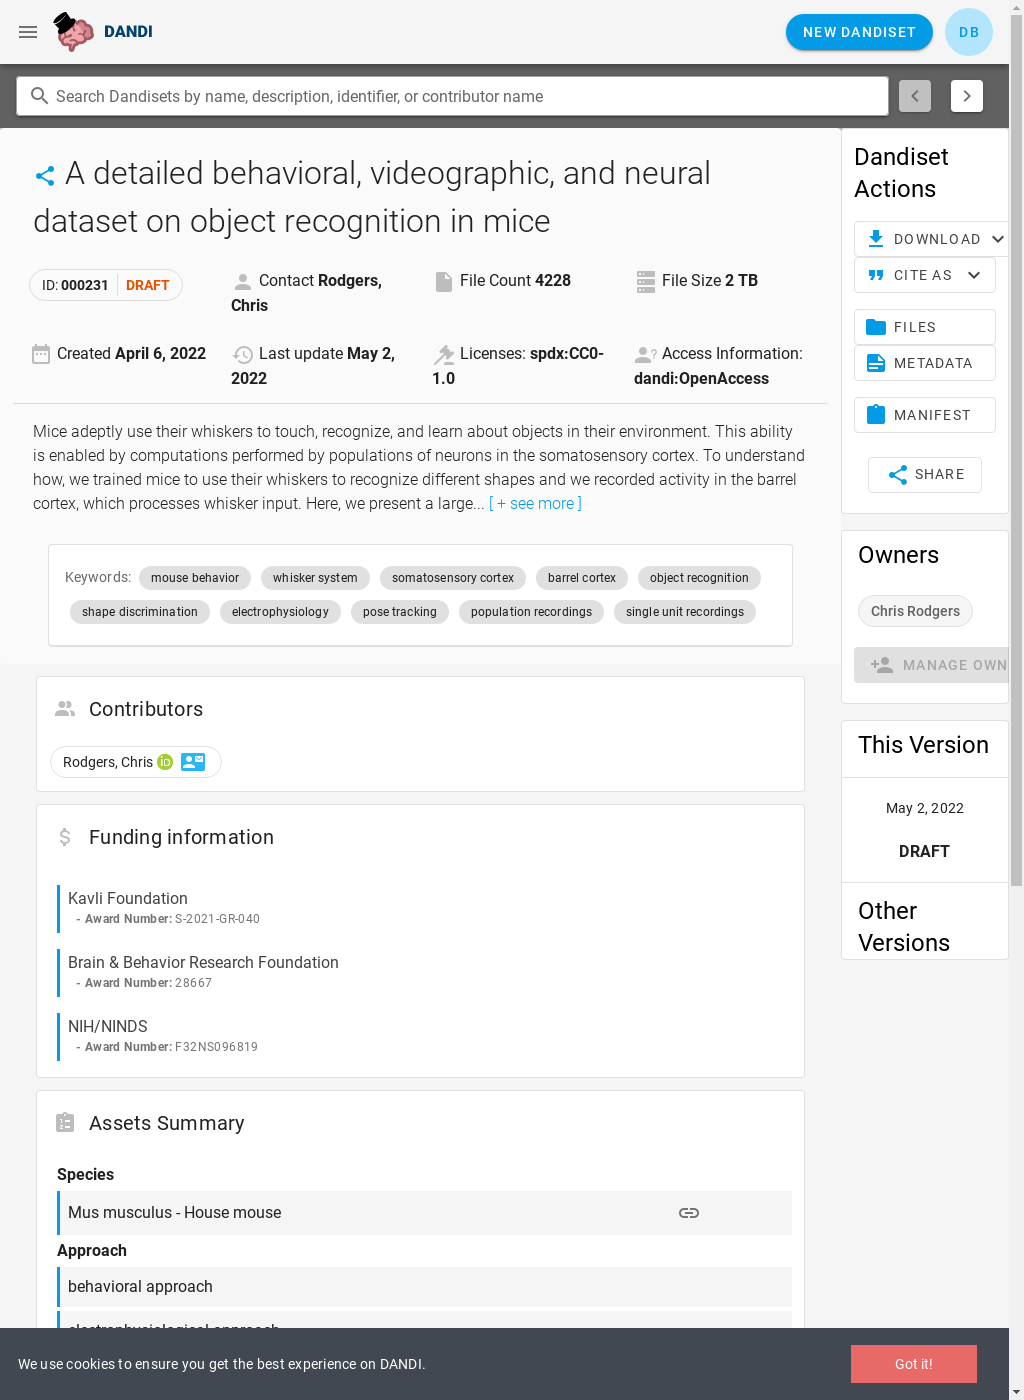 DANDI
NEW DANDISET
DB
Search Dandisets by name, description, identifier, or contributor name
A detailed behavioral, videographic, and neural
dataset on object recognition in mice
ID: 000231 DRAFT
Contact Rodgers,
Chris
File Count 4228
File Size 2 TB
Created April 6, 2022
Last update May 2,
2022
Licenses: spdx:CC0-
1.0
Access Information:
dandi:OpenAccess
Mice adeptly use their whiskers to touch, recognize, and learn about objects in their environment. This ability
is enabled by computations performed by populations of neurons in the somatosensory cortex. To understand
how, we trained mice to use their whiskers to recognize different shapes and we recorded activity in the barrel
cortex, which processes whisker input. Here, we present a large... [ + see more ]
Keywords: mouse behavior whisker system somatosensory cortex barrel cortex object recognition
shape discrimination electrophysiology pose tracking population recordings single unit recordings
Contributors
Rodgers, Chris iD
Funding information
Kavli Foundation
- Award Number: S-2021-GR-040
Brain & Behavior Research Foundation
- Award Number: 28667
NIH/NINDS
- Award Number: F32NS096819
Assets Summary
Species
Mus musculus - House mouse
Approach
behavioral approach
electrophysiological approach
Dandiset
Actions
DOWNLOAD
CITE AS
FILES
METADATA
MANIFEST
SHARE
Owners
Chris Rodgers
MANAGE OWN
This Version
May 2, 2022
DRAFT
Other
Versions
We use cookies to ensure you get the best experience on DANDI.
Got it!